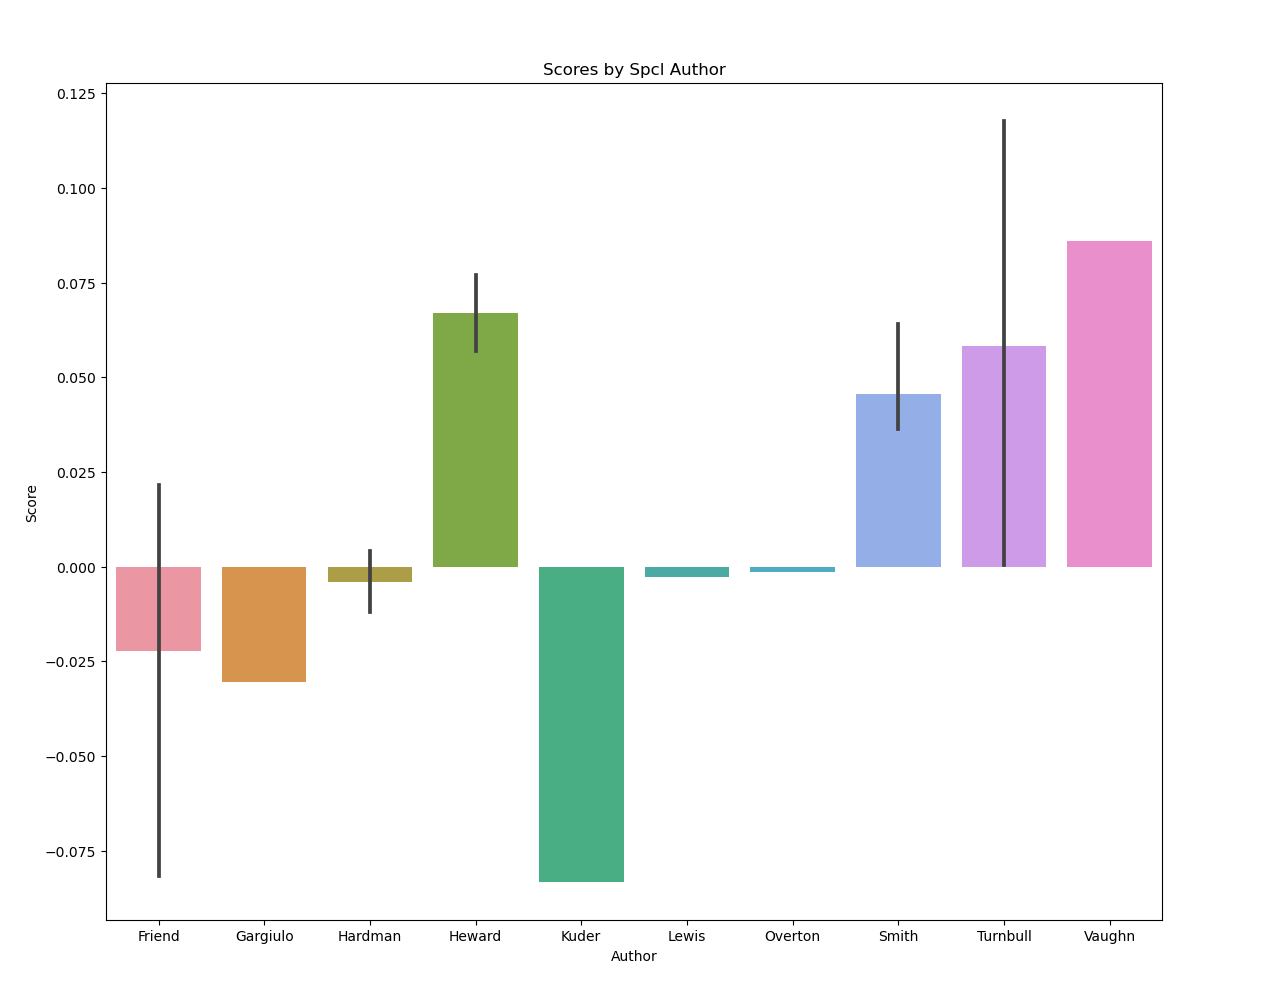 Scores by Spcl Author
0.125
0.100
0.075
0.050
0.025
0.000
−0.025
−0.050
−0.075
Score
Friend Gargiulo Hardman Heward Kuder Lewis Overton Smith Turnbull Vaughn
Author